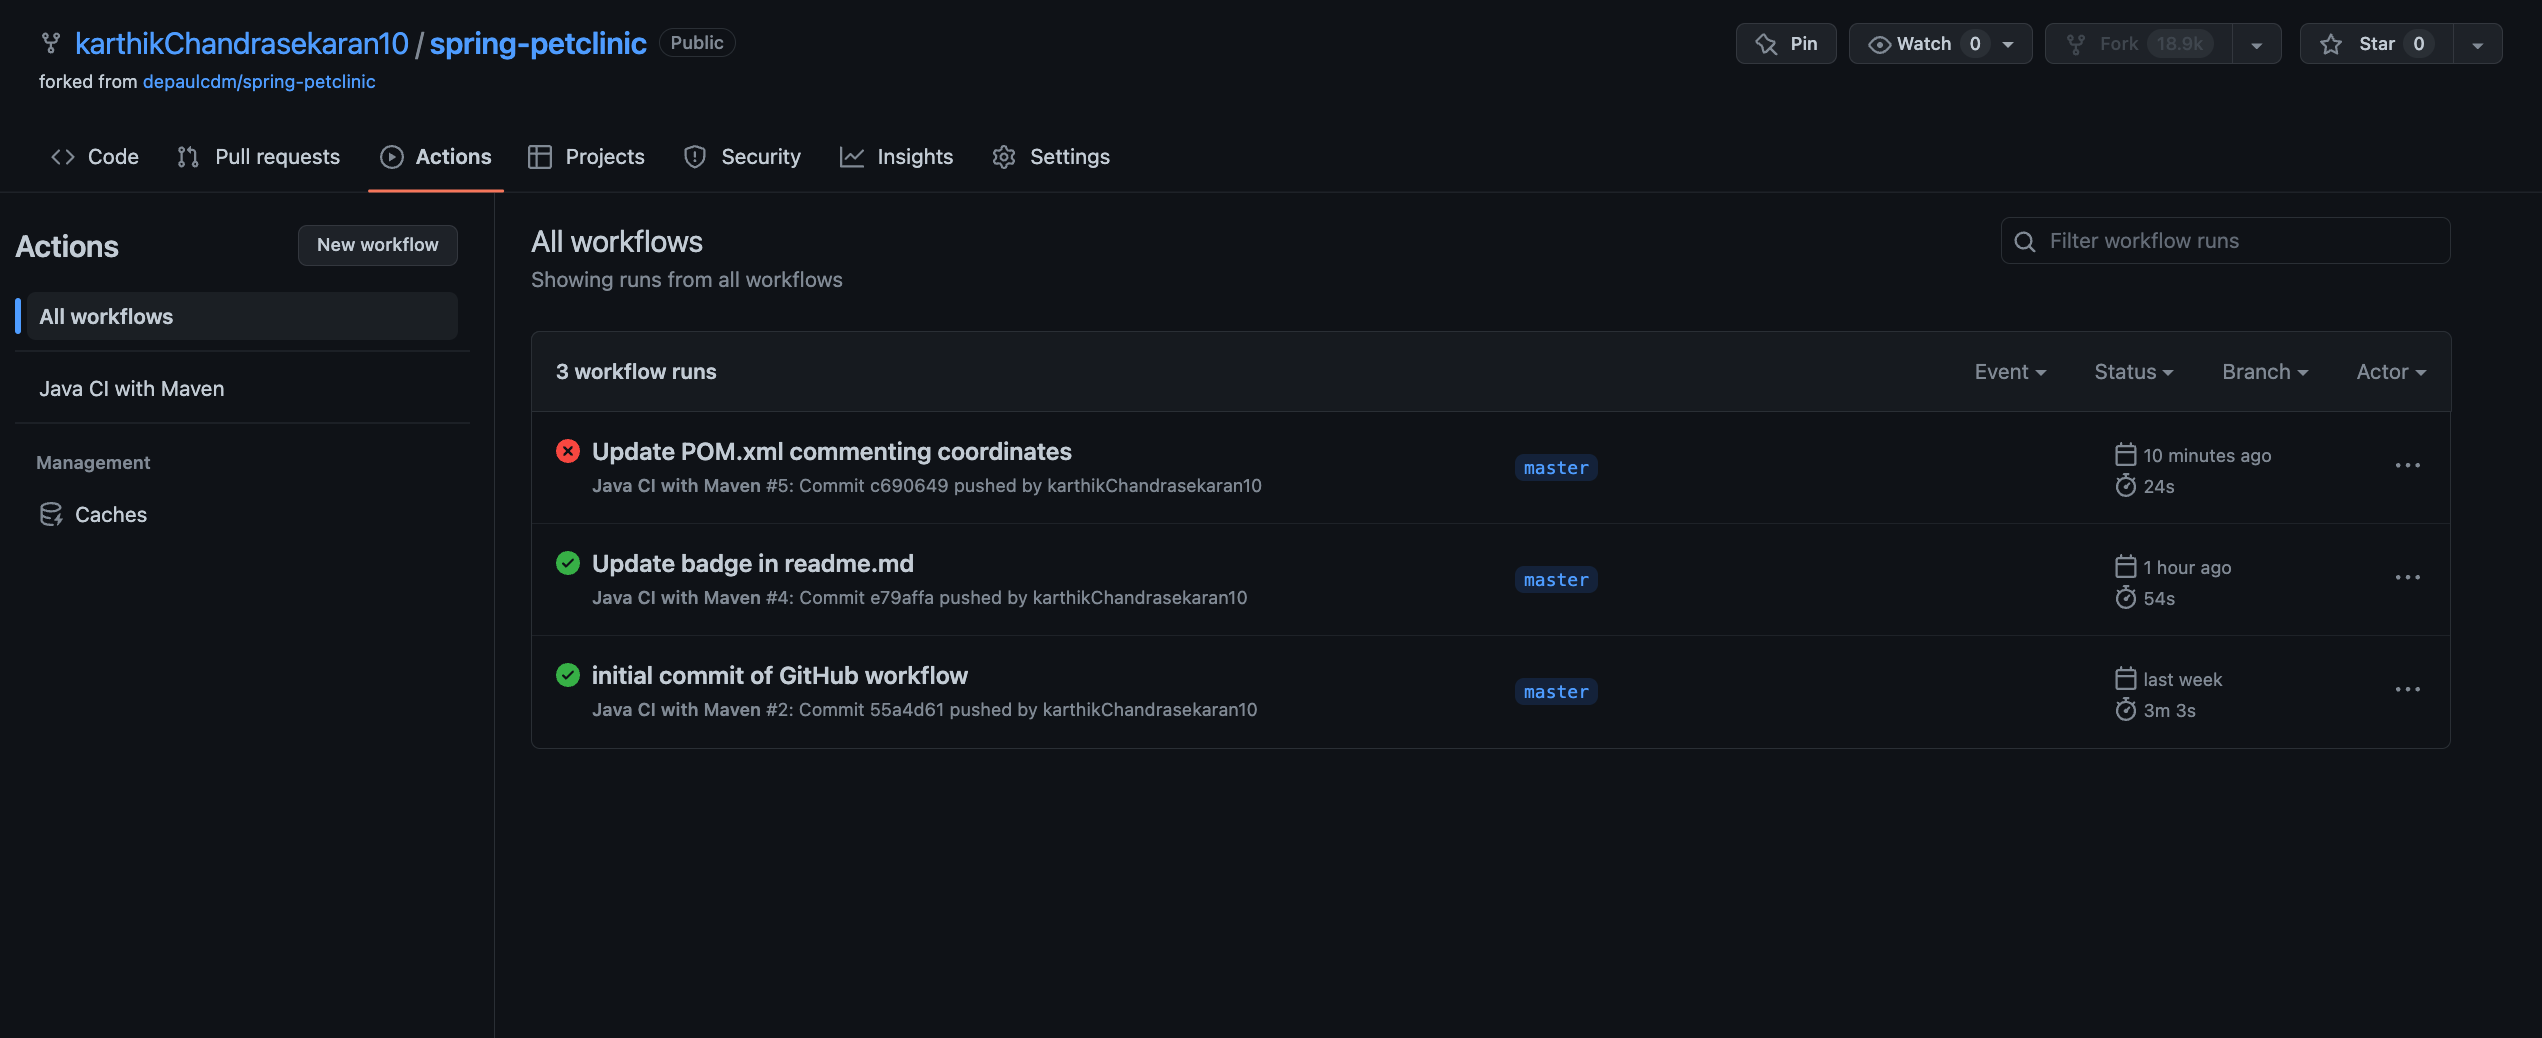 karthikChandrasekaran10 / spring-petclinic Public
Pin
Watch 0
Fork 18.9k
Star 0
forked from depaulcdm/spring-petclinic
Code
Pull requests
Actions
Projects
Security
Insights
Settings
Actions
New workflow
All workflows
Java CI with Maven
Management
Caches
All workflows
Showing runs from all workflows
Filter workflow runs
3 workflow runs
Event
Status
Branch
Actor
Update POM.xml commenting coordinates
Java CI with Maven #5: Commit c690649 pushed by karthikChandrasekaran10
master
10 minutes ago
24s
Update badge in readme.md
Java CI with Maven #4: Commit e79affa pushed by karthikChandrasekaran10
master
1 hour ago
54s
initial commit of GitHub workflow
Java CI with Maven #2: Commit 55a4d61 pushed by karthikChandrasekaran10
master
last week
3m 3s